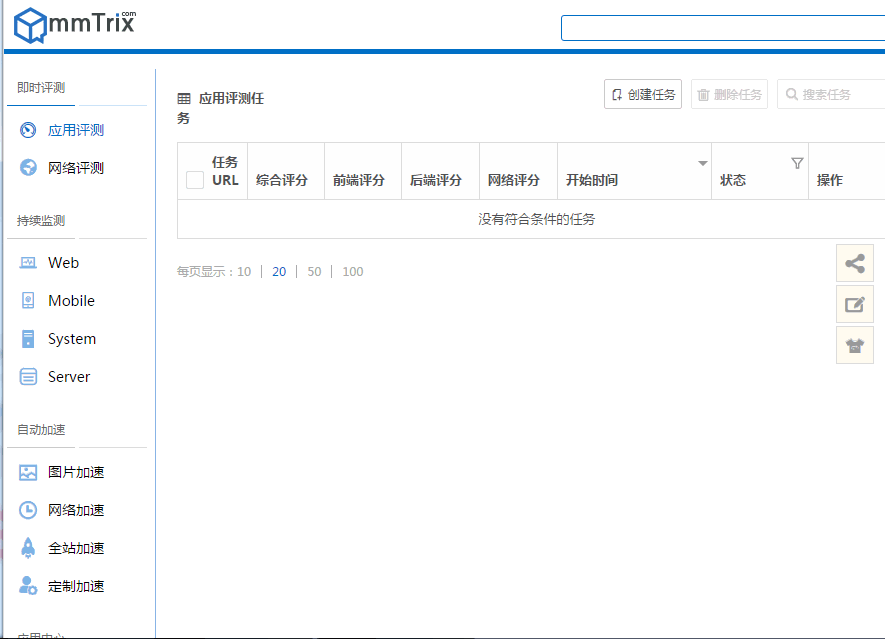 mmTrix.com
即时评测
应用评测
网络评测
持续监测
Web
Mobile
System
Server
自动加速
图片加速
网络加速
全站加速
定制加速
应用中心
应用评测任
务
创建任务
删除任务
搜索任务
任务
URL
综合评分
前端评分
后端评分
网络评分
开始时间
状态
操作
没有符合条件的任务
每页显示：10 | 20 | 50 | 100